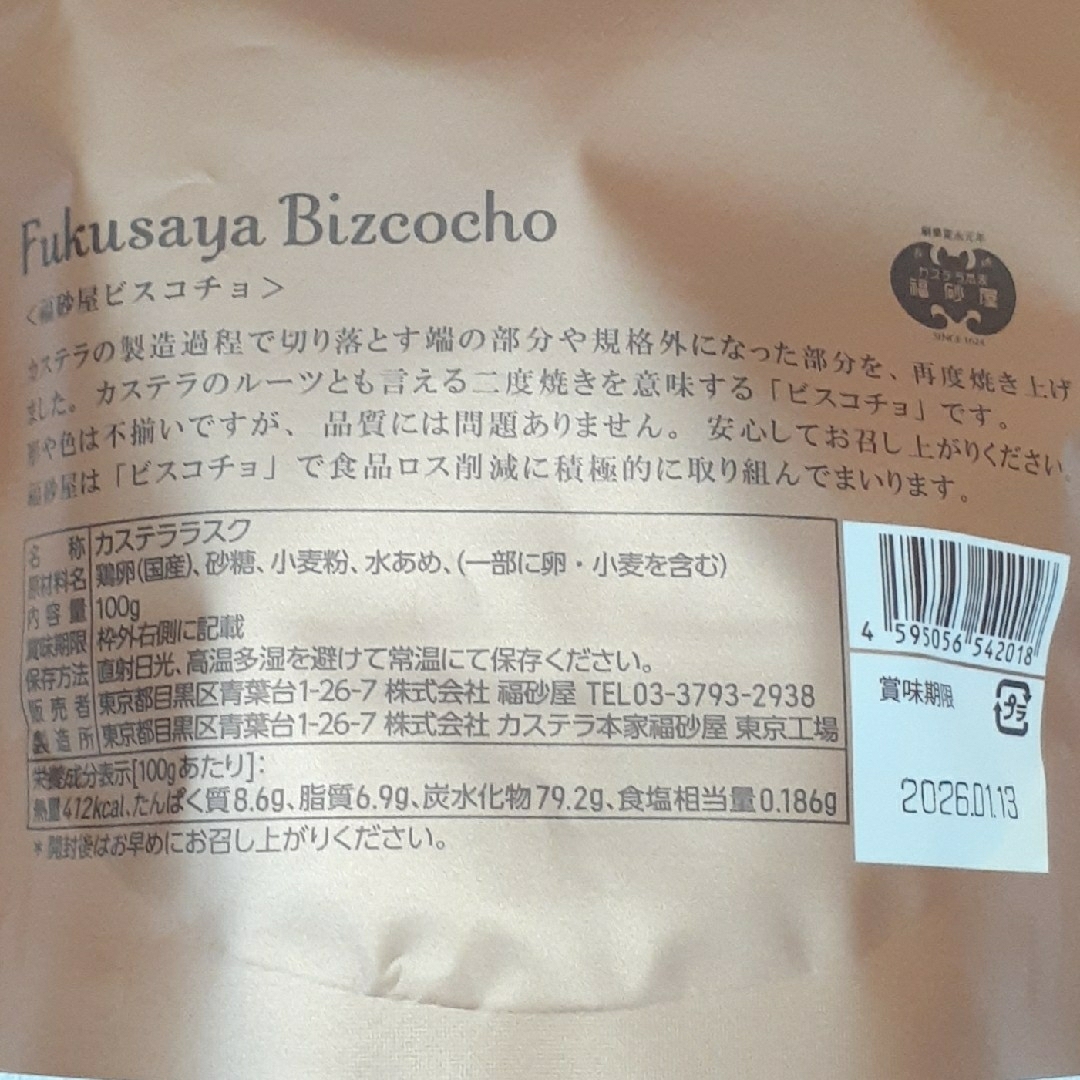 Fukusaya Bizcocho
<福砂屋ビスコチョ>
カステラの製造過程で切り落とす端の部分や規格外になった部分を、再度焼き上げ
ました。カステラのルーツとも言える二度焼きを意味する「ビスコチョ」です。
形や色は不揃いですが、品質には問題ありません。安心してお召し上がりください。
福砂屋は「ビスコチョ」で食品ロス削減に積極的に取り組んでまいります。
カステラ本家
福砂屋
SINCE 1624
名称 カステララスク
原材料名 鶏卵(国産)、砂糖、小麦粉、水あめ、(一部に卵・小麦を含む)
内容量 100g
賞味期限 枠外右側に記載
保存方法 直射日光、高温多湿を避けて常温にて保存ください。
販売者 東京都目黒区青葉台1-26-7 株式会社 福砂屋 TEL03-3793-2938
製造所 東京都目黒区青葉台1-26-7 株式会社 カステラ本家福砂屋 東京工場
栄養成分表示[100gあたり]:
熱量412kcal、たんぱく質8.6g、脂質6.9g、炭水化物79.2g、食塩相当量0.186g
*開封後はお早めにお召し上がりください。
4 595056 542018
賞味期限
プラ
2026.01.13